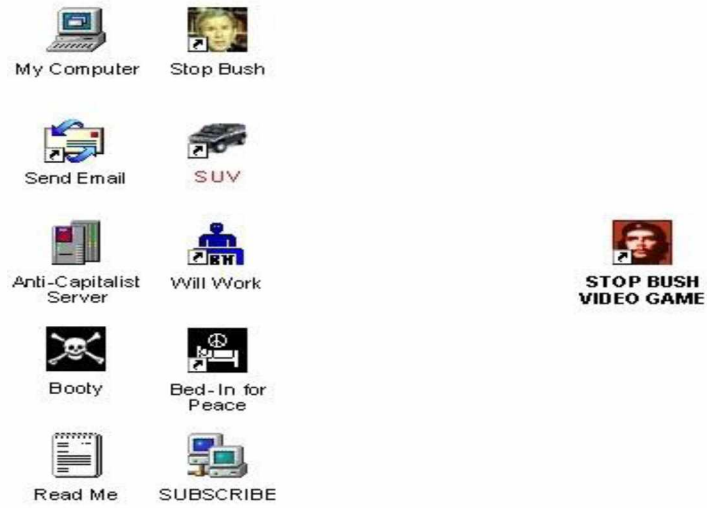 My Computer
Stop Bush
Send Email
SUV
Anti-Capitalist
Server
Will Work
STOP BUSH
VIDEO GAME
Booty
Bed-In for
Peace
Read Me
SUBSCRIBE